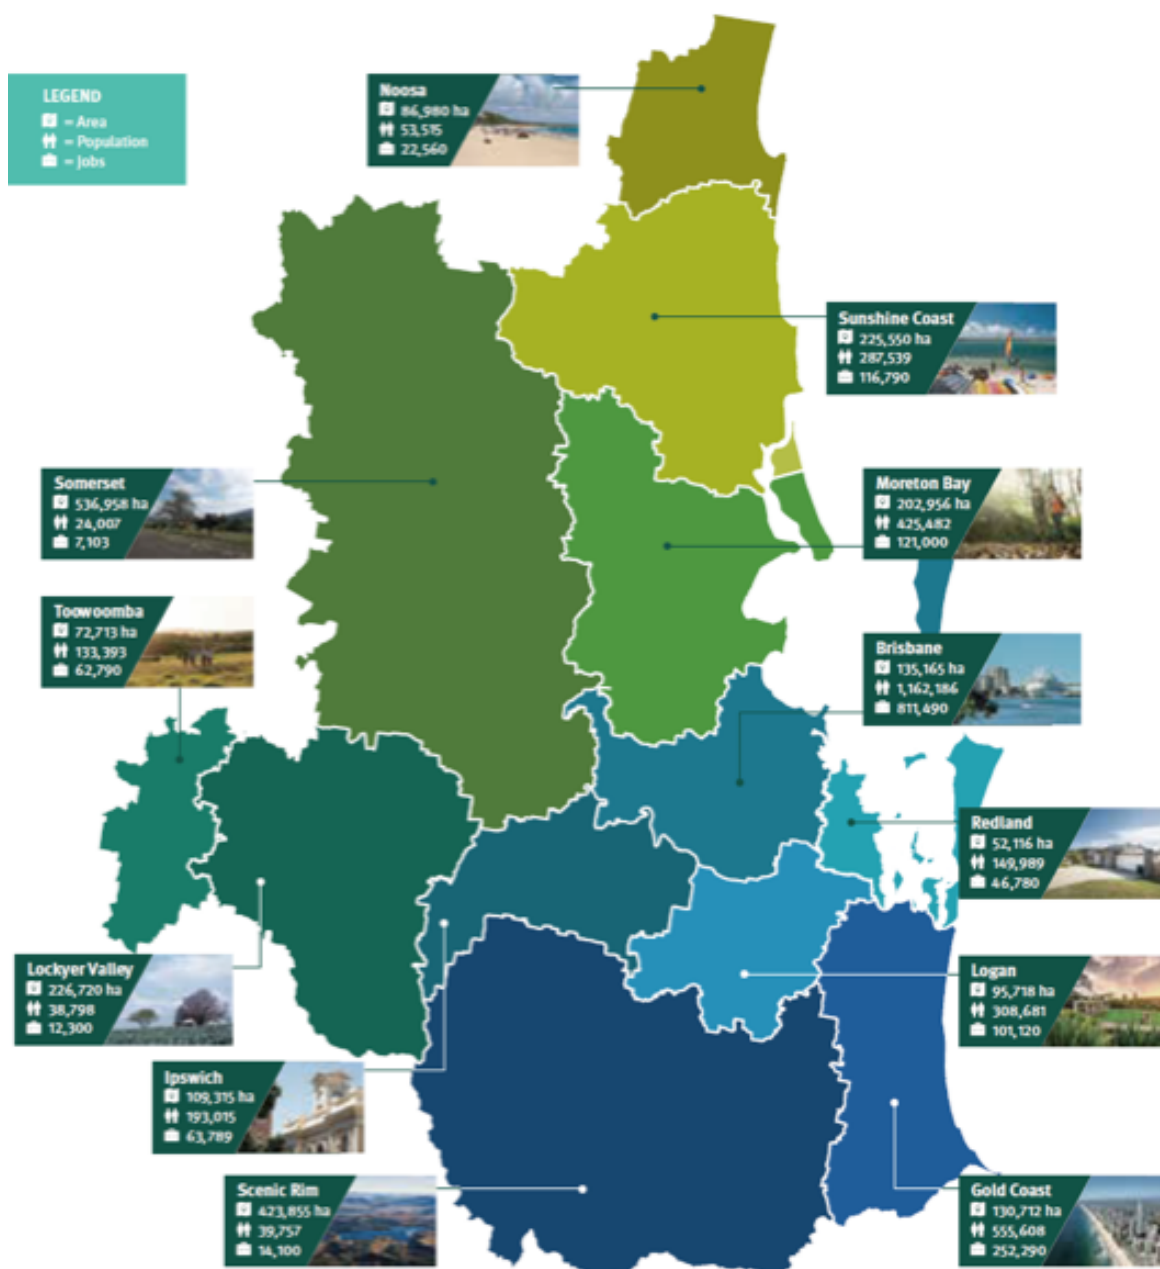 LEGEND
= Area
= Population
= Jobs
Noosa
86,980 ha
53,515
22,560
Sunshine Coast
225,550 ha
287,539
116,790
Somerset
536,958 ha
24,007
7,103
Moreton Bay
202,956 ha
425,482
121,000
Toowoomba
72,713 ha
133,393
62,790
Brisbane
135,165 ha
1,162,186
811,490
Redland
52,116 ha
149,989
46,780
Lockyer Valley
226,720 ha
38,798
12,300
Logan
95,718 ha
308,681
101,120
Ipswich
109,315 ha
193,015
63,789
Scenic Rim
423,855 ha
39,757
14,100
Gold Coast
130,712 ha
555,608
252,290